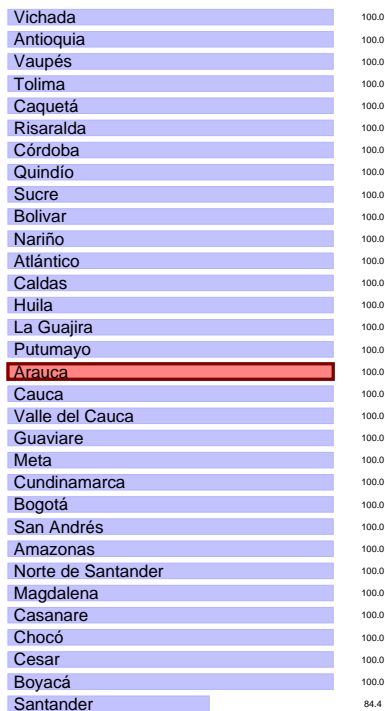 Vichada 100.0
Antioquia 100.0
Vaupés 100.0
Tolima 100.0
Caquetá 100.0
Risaralda 100.0
Córdoba 100.0
Quindío 100.0
Sucre 100.0
Bolivar 100.0
Nariño 100.0
Atlántico 100.0
Caldas 100.0
Huila 100.0
La Guajira 100.0
Putumayo 100.0
Arauca 100.0
Cauca 100.0
Valle del Cauca 100.0
Guaviare 100.0
Meta 100.0
Cundinamarca 100.0
Bogotá 100.0
San Andrés 100.0
Amazonas 100.0
Norte de Santander 100.0
Magdalena 100.0
Casanare 100.0
Chocó 100.0
Cesar 100.0
Boyacá 100.0
Santander 84.4